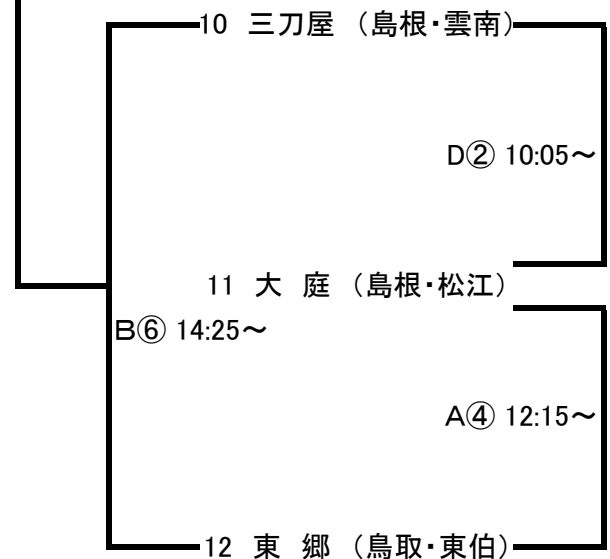 10 三刀屋 （島根・雲南）
D② 10:05～
11 大 庭 （島根・松江）
B⑥ 14:25～
A④ 12:15～
12 東 郷 （鳥取・東伯）